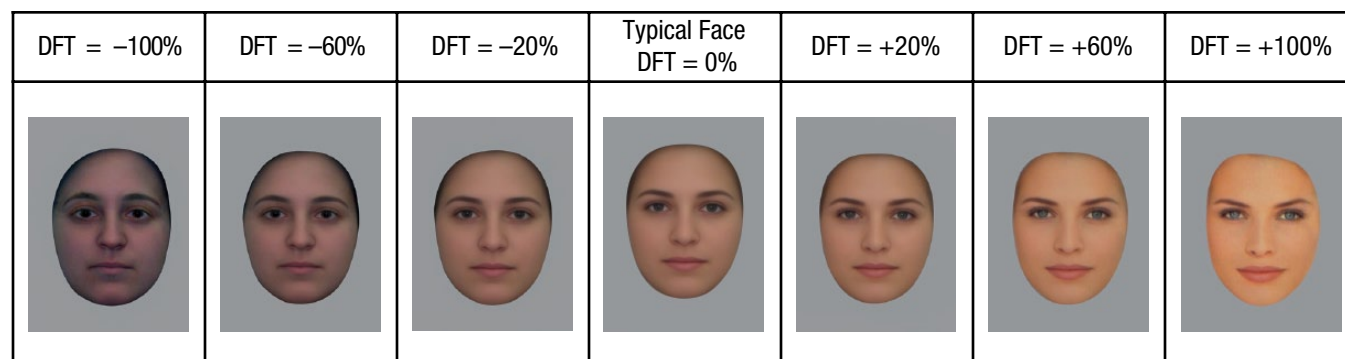 DFT = –100%
DFT = –60%
DFT = –20%
Typical Face
DFT = 0%
DFT = +20%
DFT = +60%
DFT = +100%